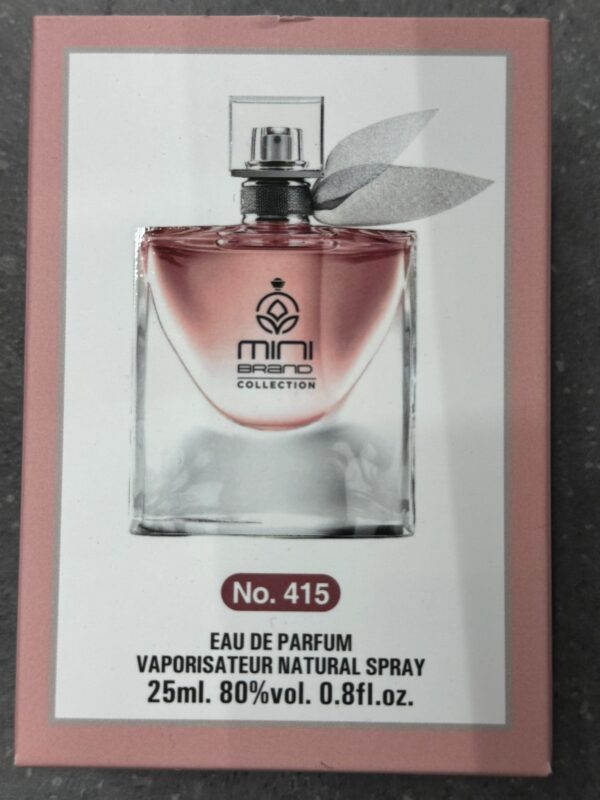 MINI
BRAND
COLLECTION
No. 415
EAU DE PARFUM
VAPORISATEUR NATURAL SPRAY
25ml. 80%vol. 0.8fl.oz.